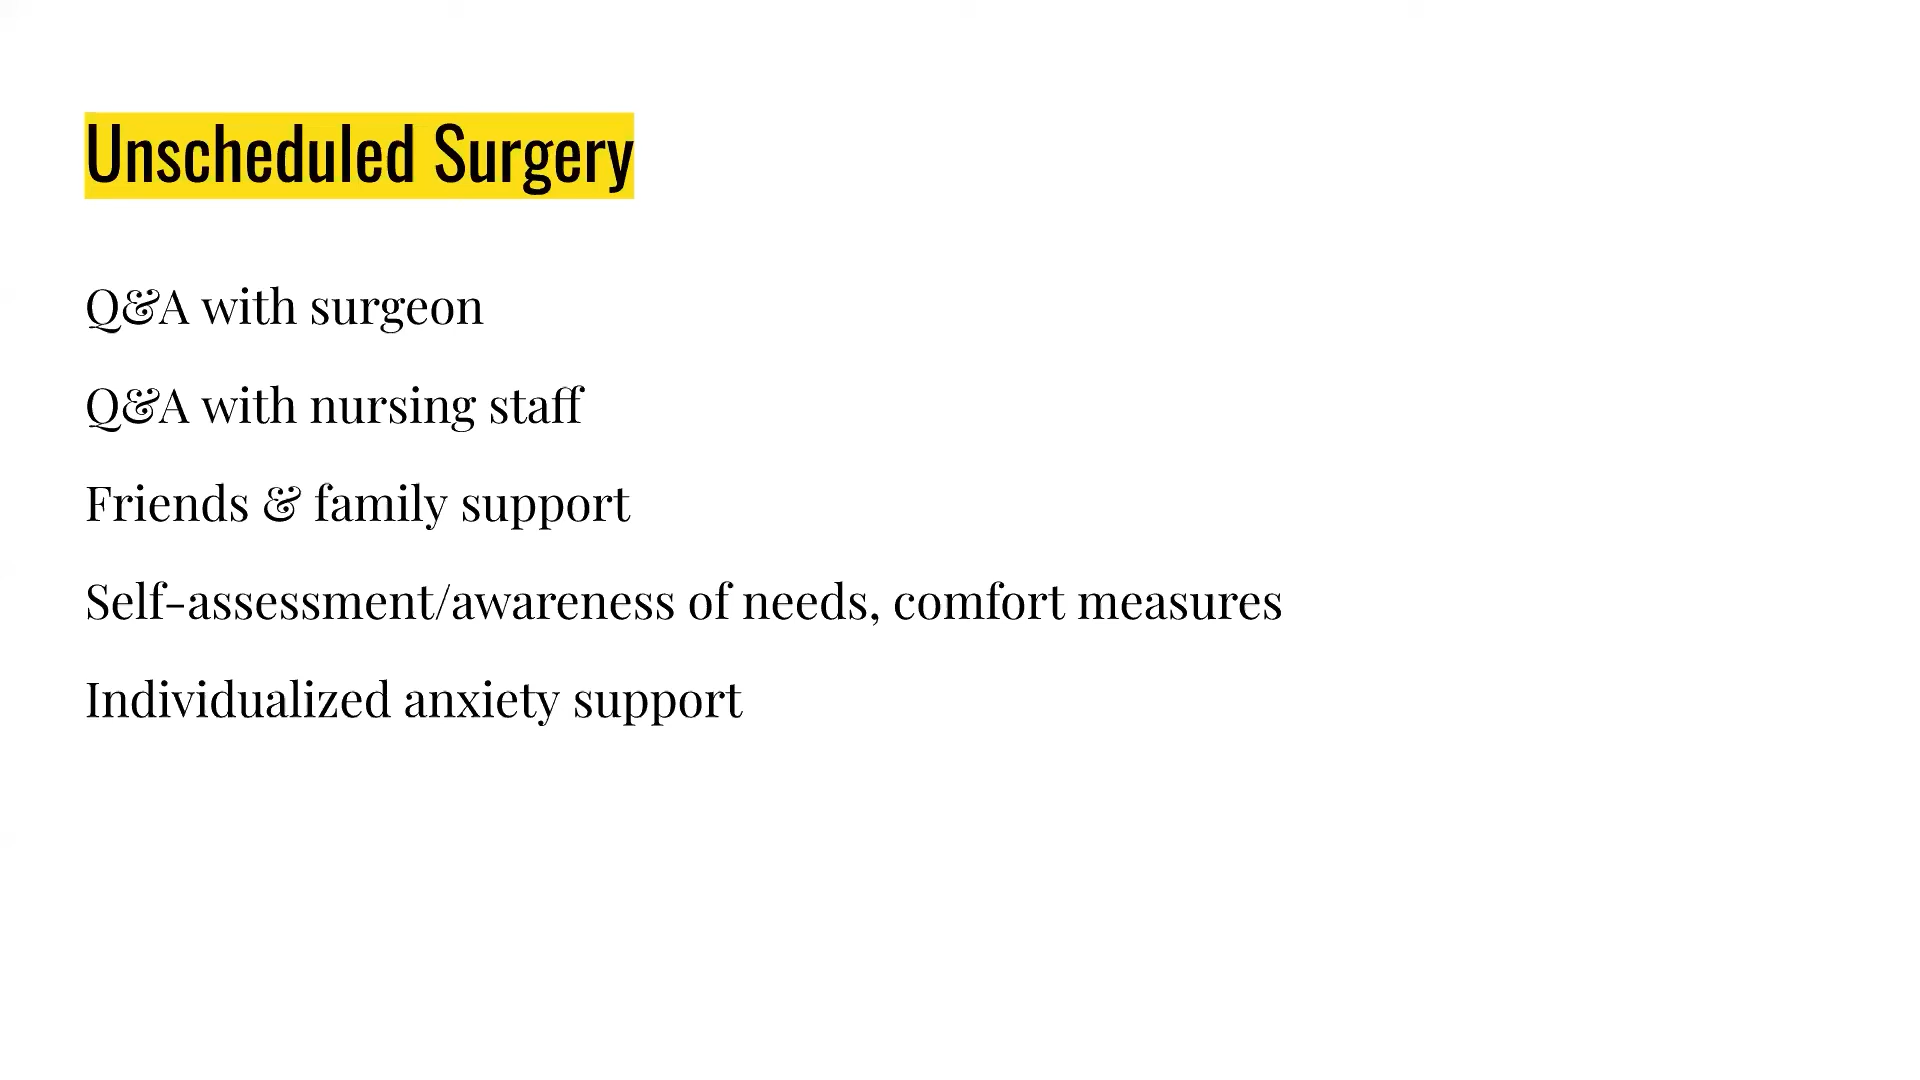 Unscheduled Surgery
Q&A with surgeon
Q&A with nursing staff
Friends & family support
Self-assessment/awareness of needs, comfort measures
Individualized anxiety support